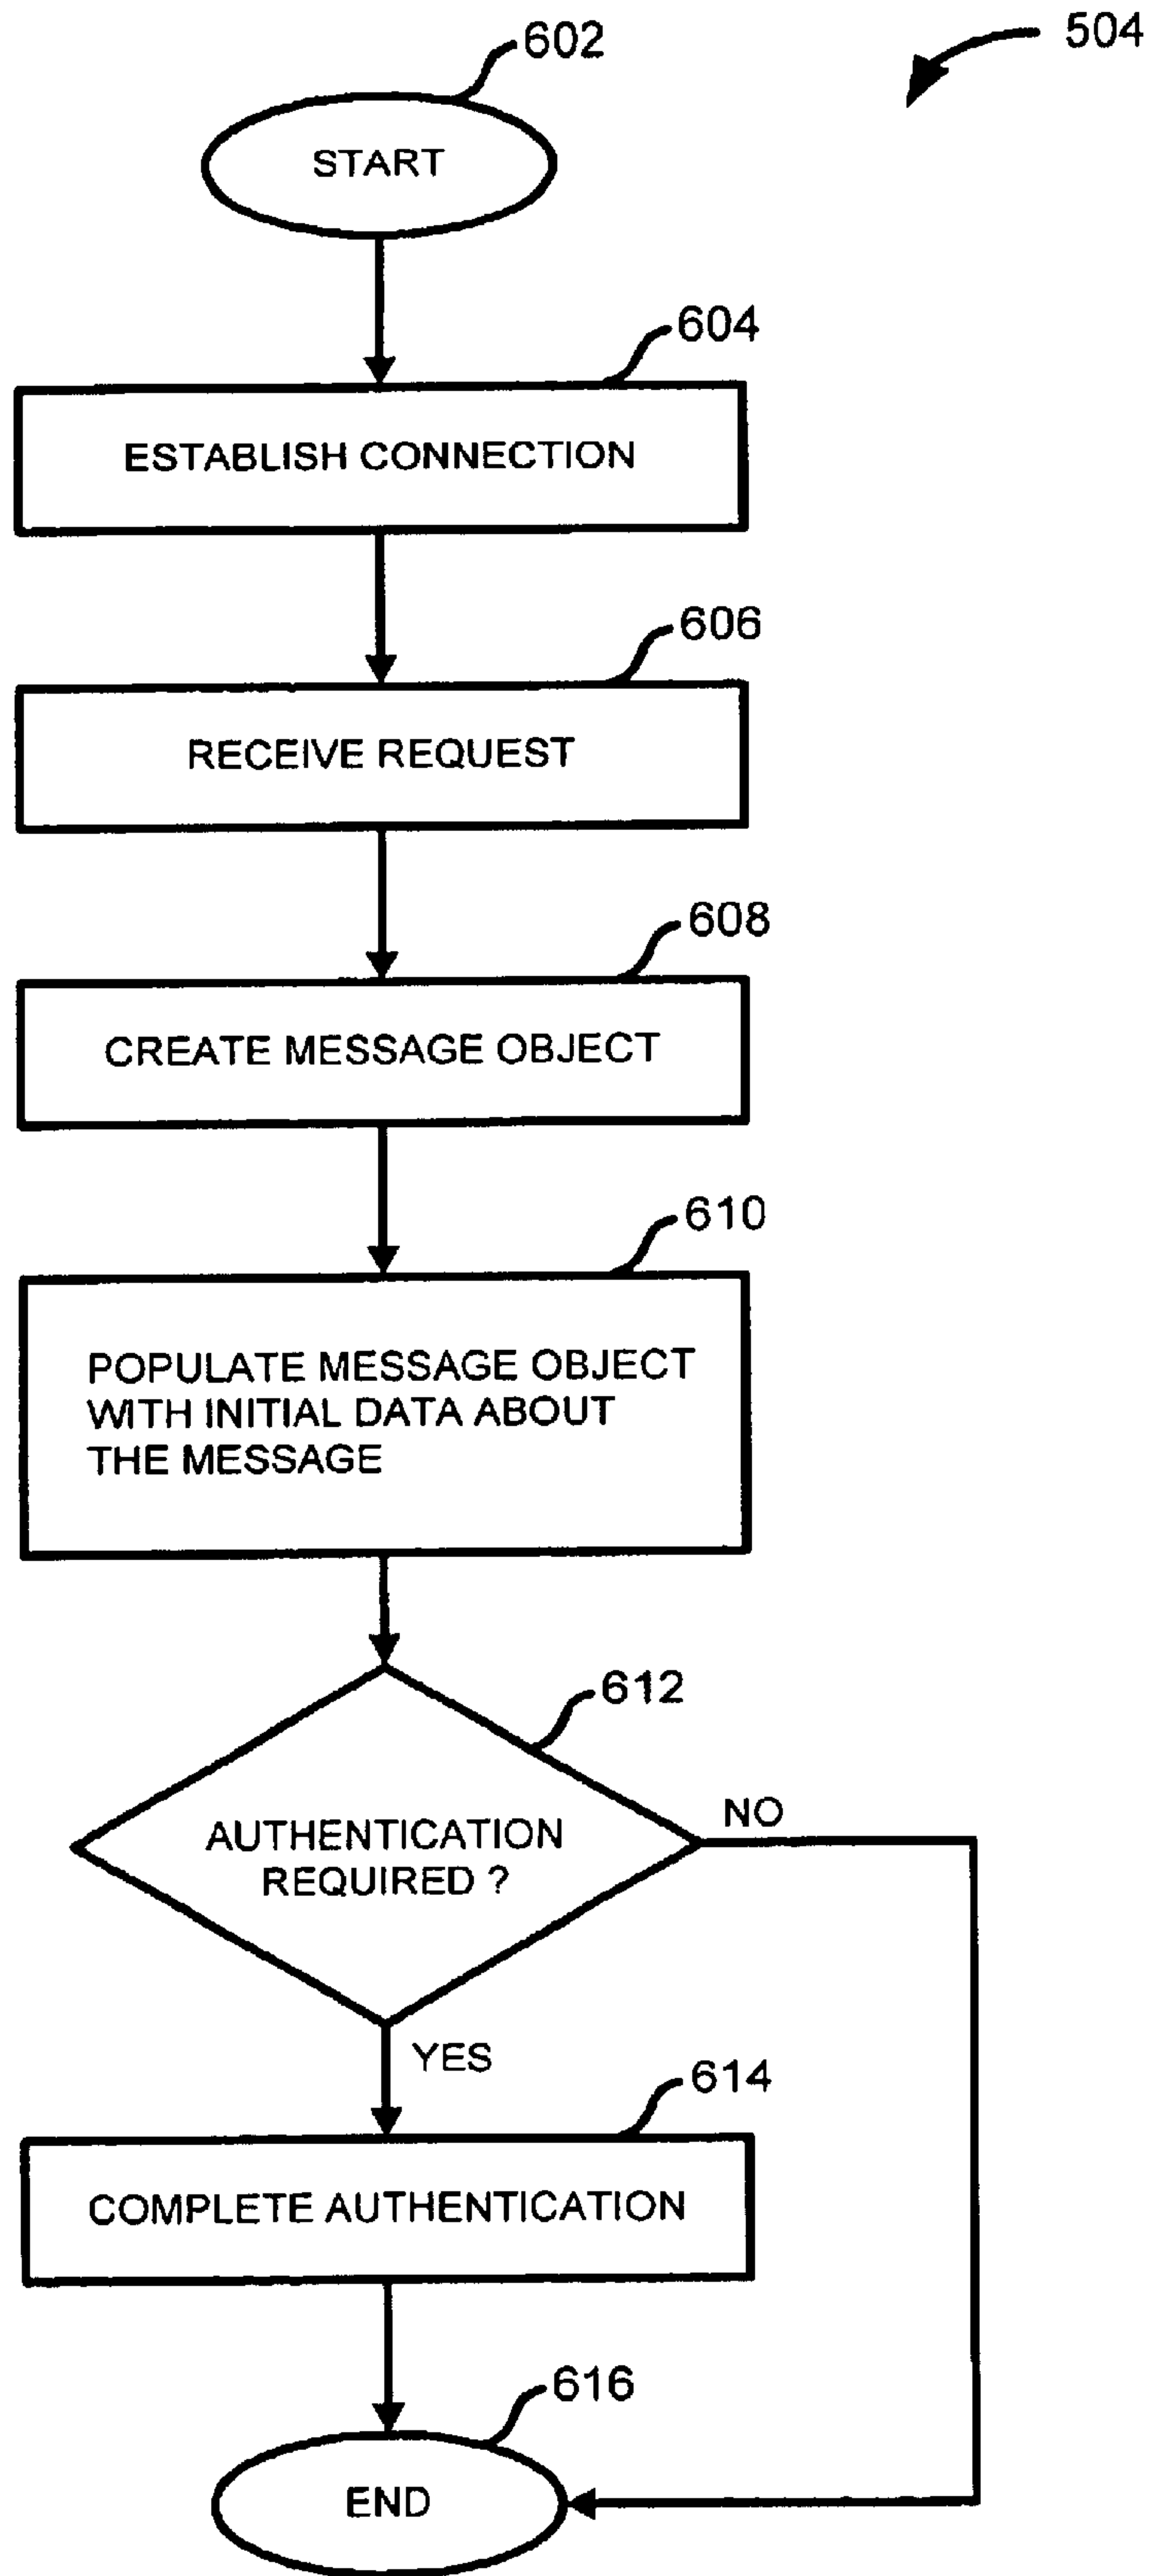 504
602
START
604
ESTABLISH CONNECTION
606
RECEIVE REQUEST
608
CREATE MESSAGE OBJECT
610
POPULATE MESSAGE OBJECT
WITH INITIAL DATA ABOUT
THE MESSAGE
612
AUTHENTICATION
REQUIRED ?
NO
YES
614
COMPLETE AUTHENTICATION
616
END